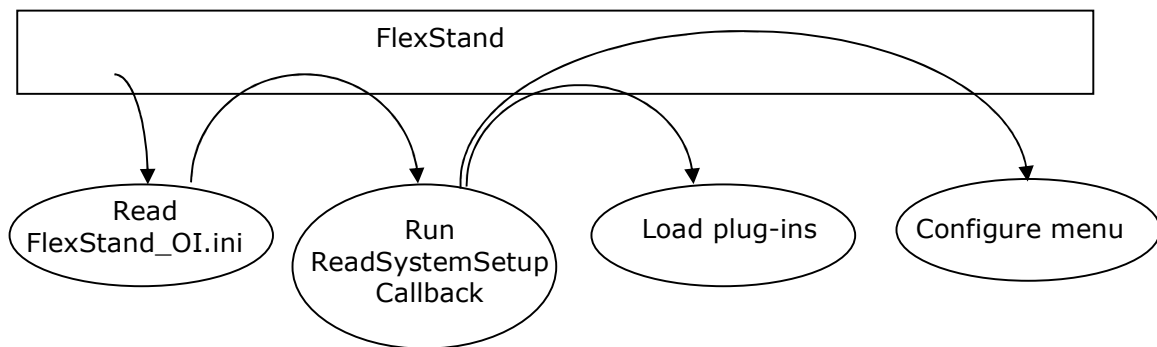 FlexStand
Read
FlexStand_OI.ini
Run
ReadSystemSetup
Callback
Load plug-ins
Configure menu